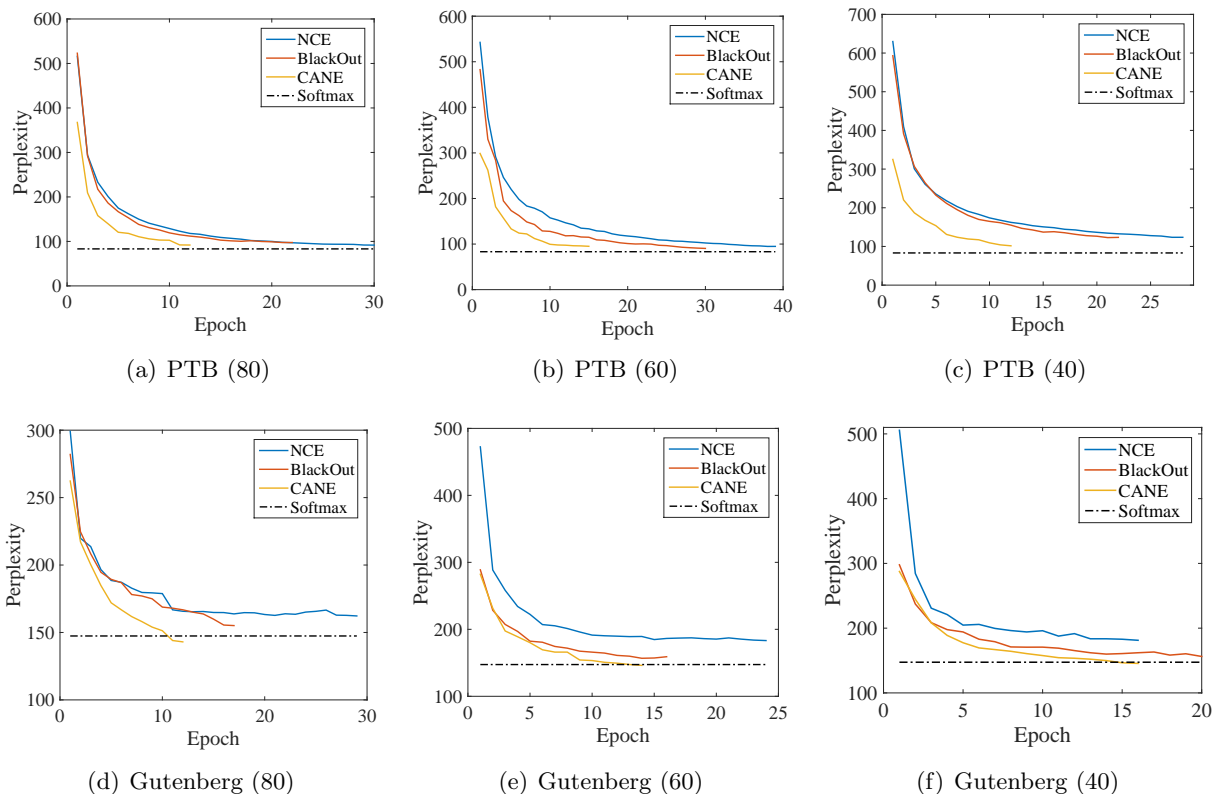 600
500
400
300
200
100
0
Perplexity
NCE
BlackOut
CANE
Softmax
0 10 20 30
Epoch
(a) PTB (80)
600
500
400
300
200
100
0
Perplexity
NCE
BlackOut
CANE
Softmax
0 10 20 30 40
Epoch
(b) PTB (60)
700
600
500
400
300
200
100
0
Perplexity
NCE
BlackOut
CANE
Softmax
0 5 10 15 20 25
Epoch
(c) PTB (40)
300
250
200
150
100
Perplexity
NCE
BlackOut
CANE
Softmax
0 10 20 30
Epoch
(d) Gutenberg (80)
500
400
300
200
100
Perplexity
NCE
BlackOut
CANE
Softmax
0 5 10 15 20 25
Epoch
(e) Gutenberg (60)
500
400
300
200
100
Perplexity
NCE
BlackOut
CANE
Softmax
0 5 10 15 20
Epoch
(f) Gutenberg (40)